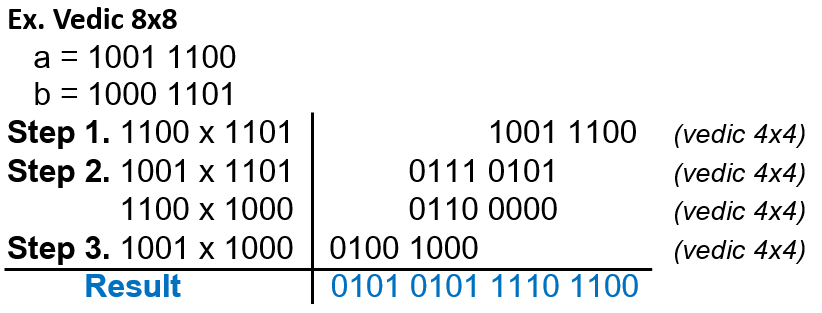 Ex. Vedic 8x8
a = 1001 1100
b = 1000 1101
Step 1. 1100 x 1101 1001 1100 (vedic 4x4)
Step 2. 1001 x 1101 0111 0101 (vedic 4x4)
1100 x 1000 0110 0000 (vedic 4x4)
Step 3. 1001 x 1000 0100 1000 (vedic 4x4)
Result 0101 0101 1110 1100